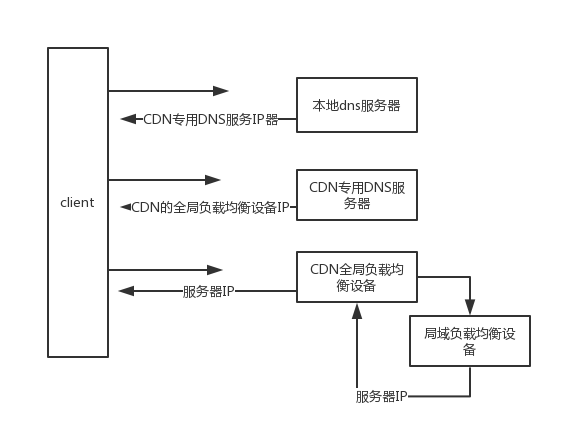 client
本地dns服务器
CDN专用DNS服务IP器
CDN专用DNS服
务器
CDN的全局负载均衡设备IP
CDN全局负载均
衡设备
服务器IP
局域负载均衡设
备
服务器IP